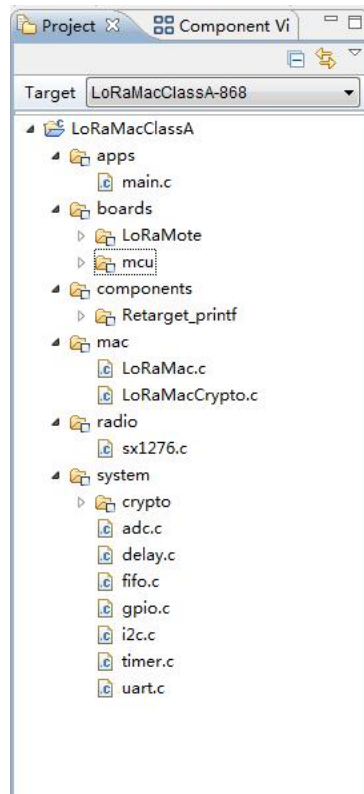 Project Component Vi
Target LoRaMacClassA-868
LoRaMacClassA
apps
main.c
boards
LoRaMote
mcu
components
Retarget_printf
mac
LoRaMac.c
LoRaMacCrypto.c
radio
sx1276.c
system
crypto
adc.c
delay.c
fifo.c
gpio.c
i2c.c
timer.c
uart.c